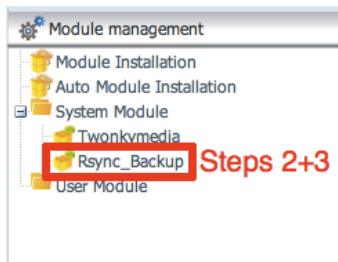 Module management
Module Installation
Auto Module Installation
System Module
Twonkymedia
Rsync_Backup Steps 2+3
User Module